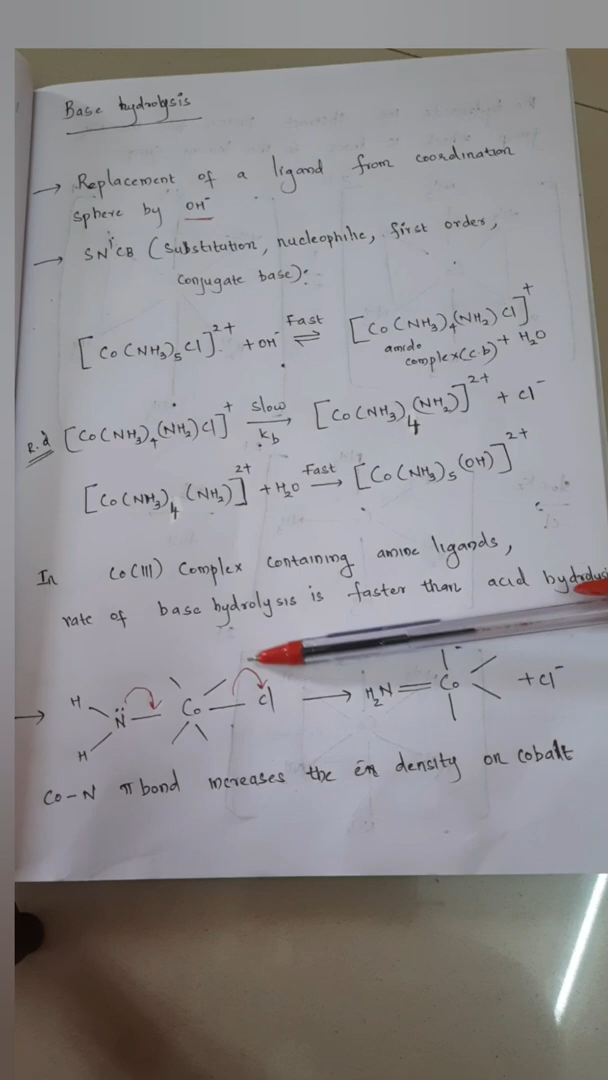 Base hydrolysis
→ Replacement of a ligand from coordination
sphere by OH⁻
→ SN¹CB (substitution, nucleophilic, first order,
conjugate base):
[Co(NH₃)₅Cl]²⁺ + OH⁻ ⇌ Fast [Co(NH₃)₄(NH₂)Cl]⁺ + H₂O
amido
complex(c.b)
R.d [Co(NH₃)₄(NH₂)Cl]⁺ slow → k_b [Co(NH₃)₄(NH₂)]²⁺ + Cl⁻
[Co(NH₃)₄(NH₂)]²⁺ + H₂O Fast → [Co(NH₃)₅(OH)]²⁺
In Co(III) complex containing amine ligands,
rate of base hydrolysis is faster than acid
→ H H N̈ — Co — Cl → H₂N = Co + Cl⁻
Co-N π bond increases the density on cobalt